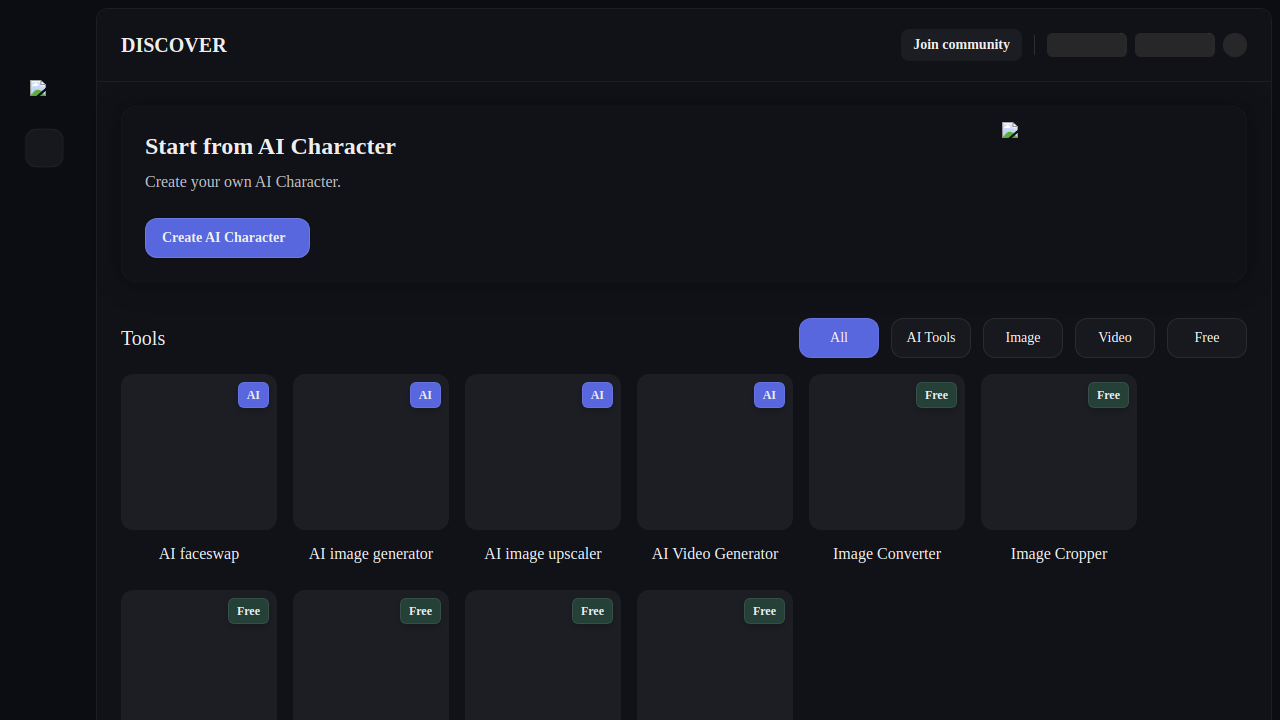 DISCOVER
Join community
Start from AI Character
Create your own AI Character.
Create AI Character
Tools
All
AI Tools
Image
Video
Free
AI
AI
AI
AI
Free
Free
AI faceswap
AI image generator
AI image upscaler
AI Video Generator
Image Converter
Image Cropper
Free
Free
Free
Free